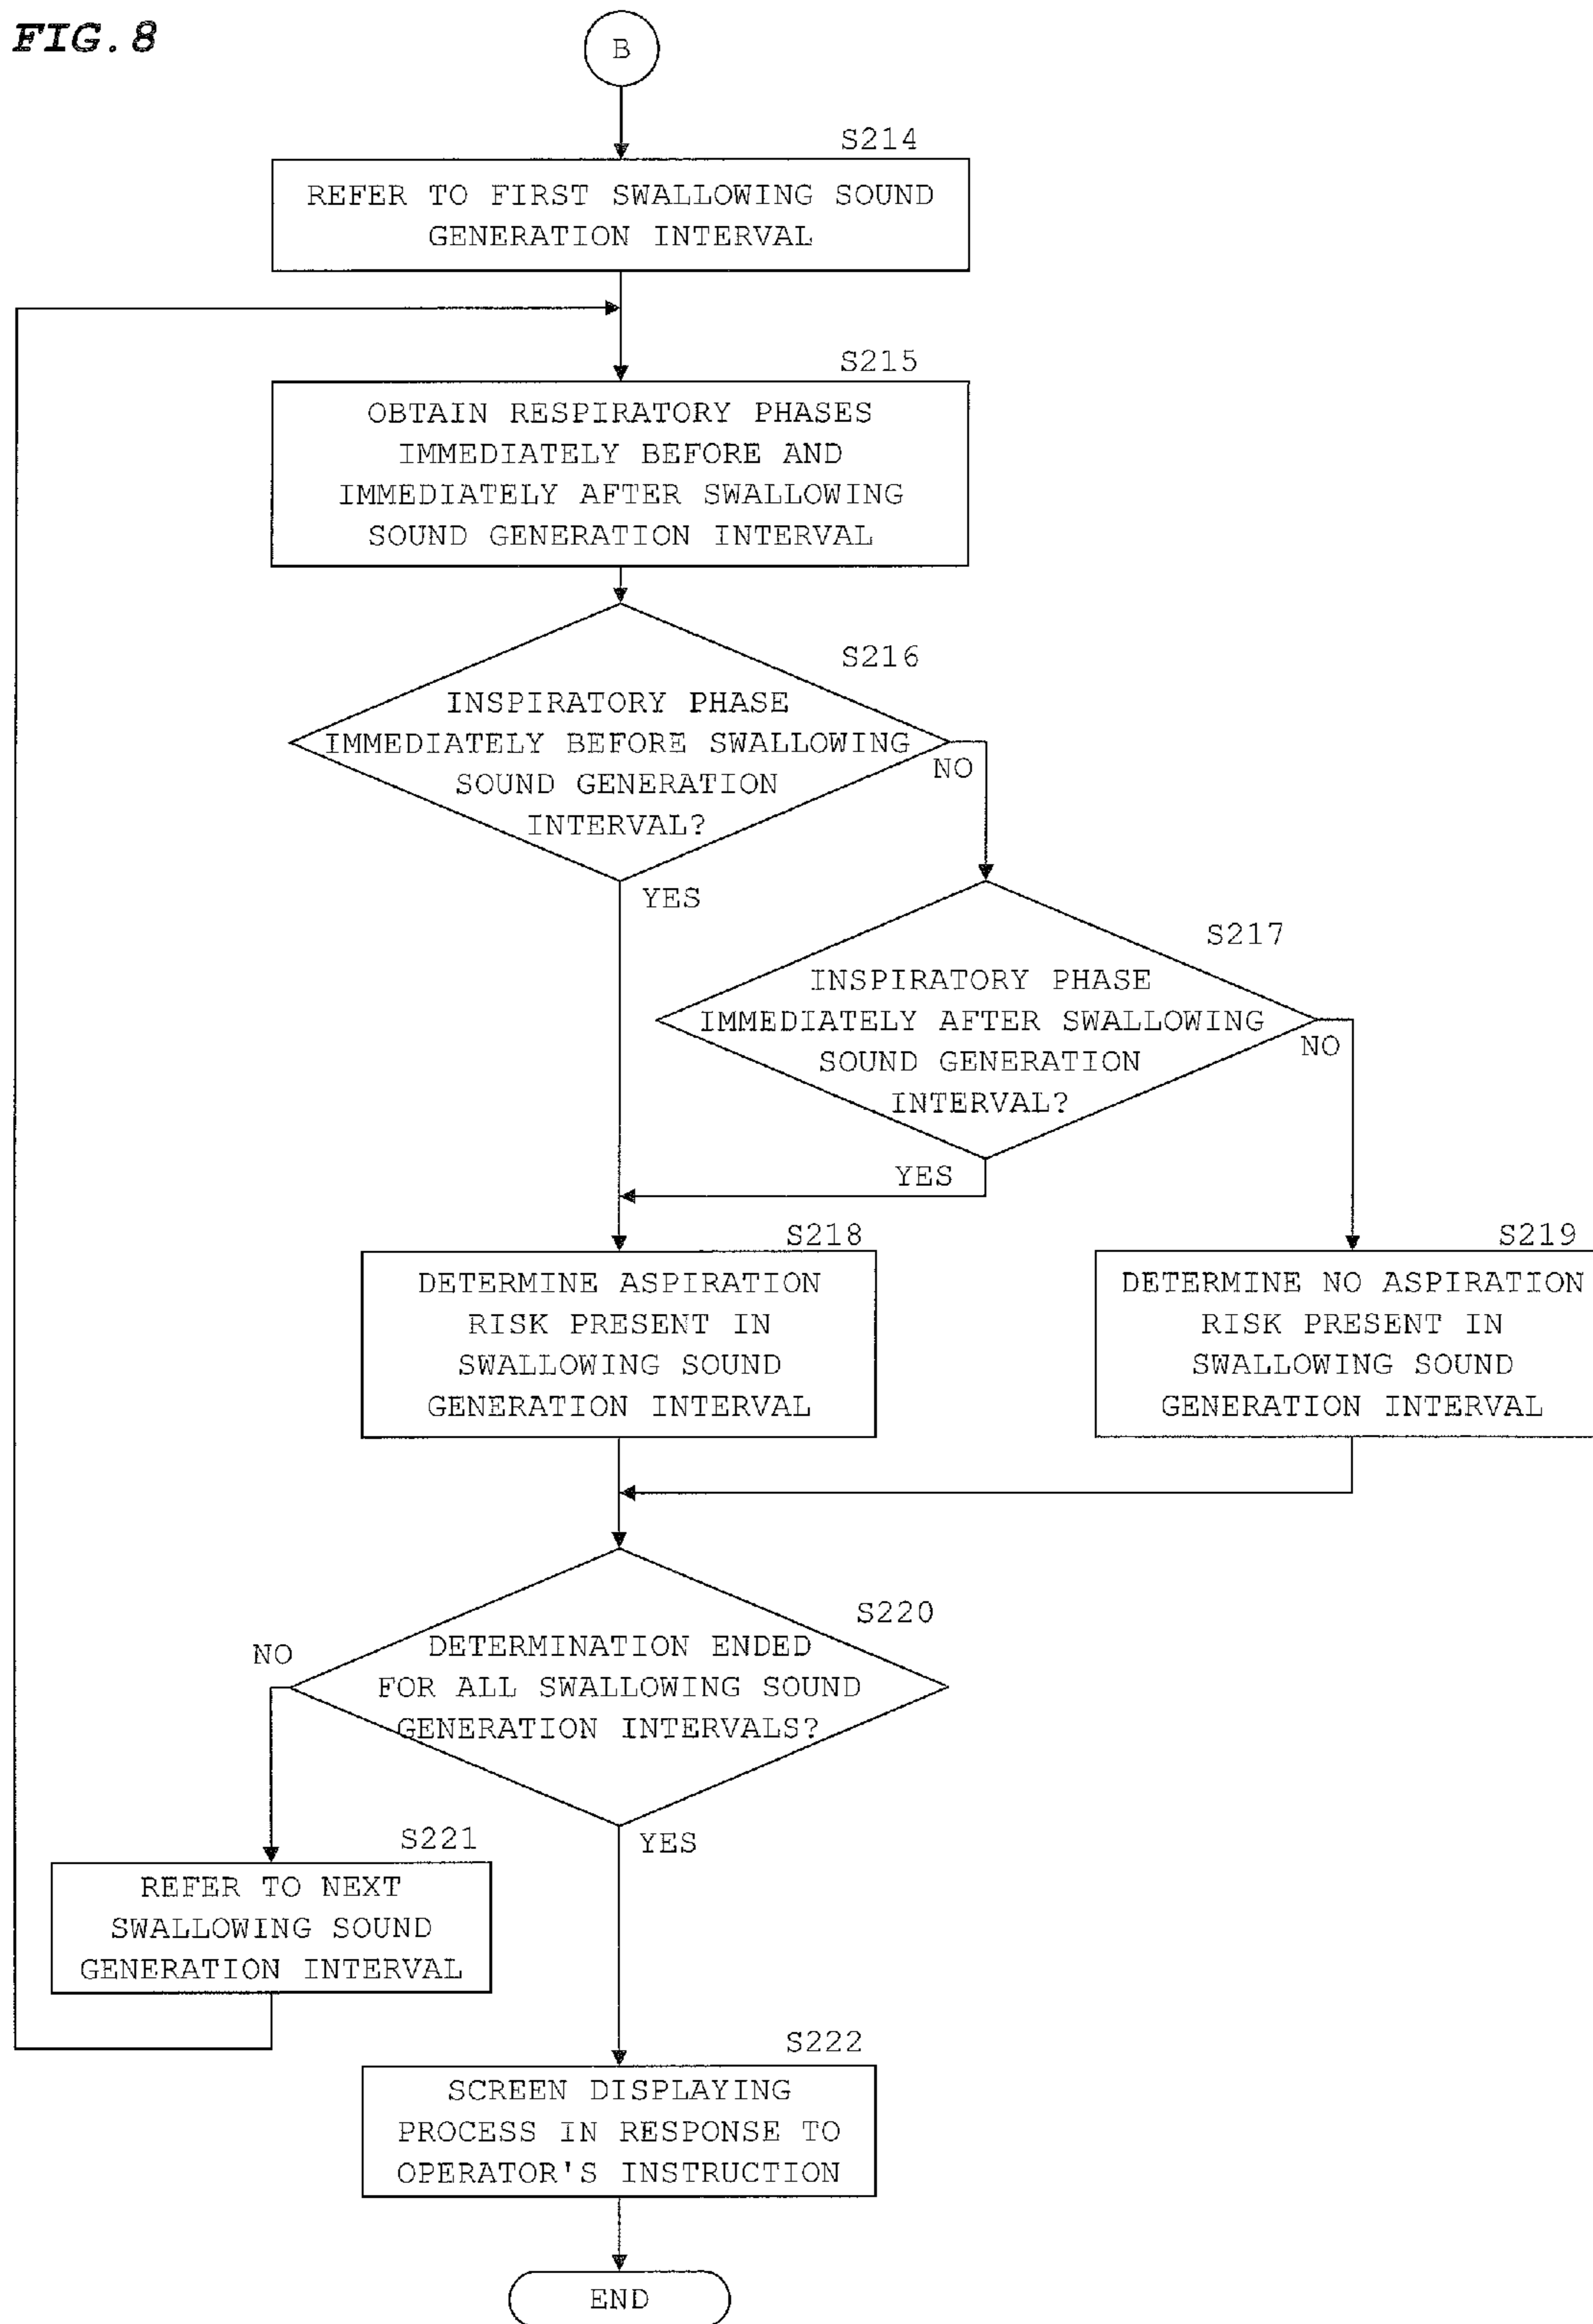 FIG. 8
B
S214
REFER TO FIRST SWALLOWING SOUND
GENERATION INTERVAL
S215
OBTAIN RESPIRATORY PHASES
IMMEDIATELY BEFORE AND
IMMEDIATELY AFTER SWALLOWING
SOUND GENERATION INTERVAL
S216
INSPIRATORY PHASE
IMMEDIATELY BEFORE SWALLOWING
SOUND GENERATION
INTERVAL?
NO
YES
S217
INSPIRATORY PHASE
IMMEDIATELY AFTER SWALLOWING
SOUND GENERATION
INTERVAL?
NO
YES
S218
DETERMINE ASPIRATION
RISK PRESENT IN
SWALLOWING SOUND
GENERATION INTERVAL
S219
DETERMINE NO ASPIRATION
RISK PRESENT IN
SWALLOWING SOUND
GENERATION INTERVAL
S220
DETERMINATION ENDED
FOR ALL SWALLOWING SOUND
GENERATION INTERVALS?
NO
YES
S221
REFER TO NEXT
SWALLOWING SOUND
GENERATION INTERVAL
S222
SCREEN DISPLAYING
PROCESS IN RESPONSE TO
OPERATOR'S INSTRUCTION
END